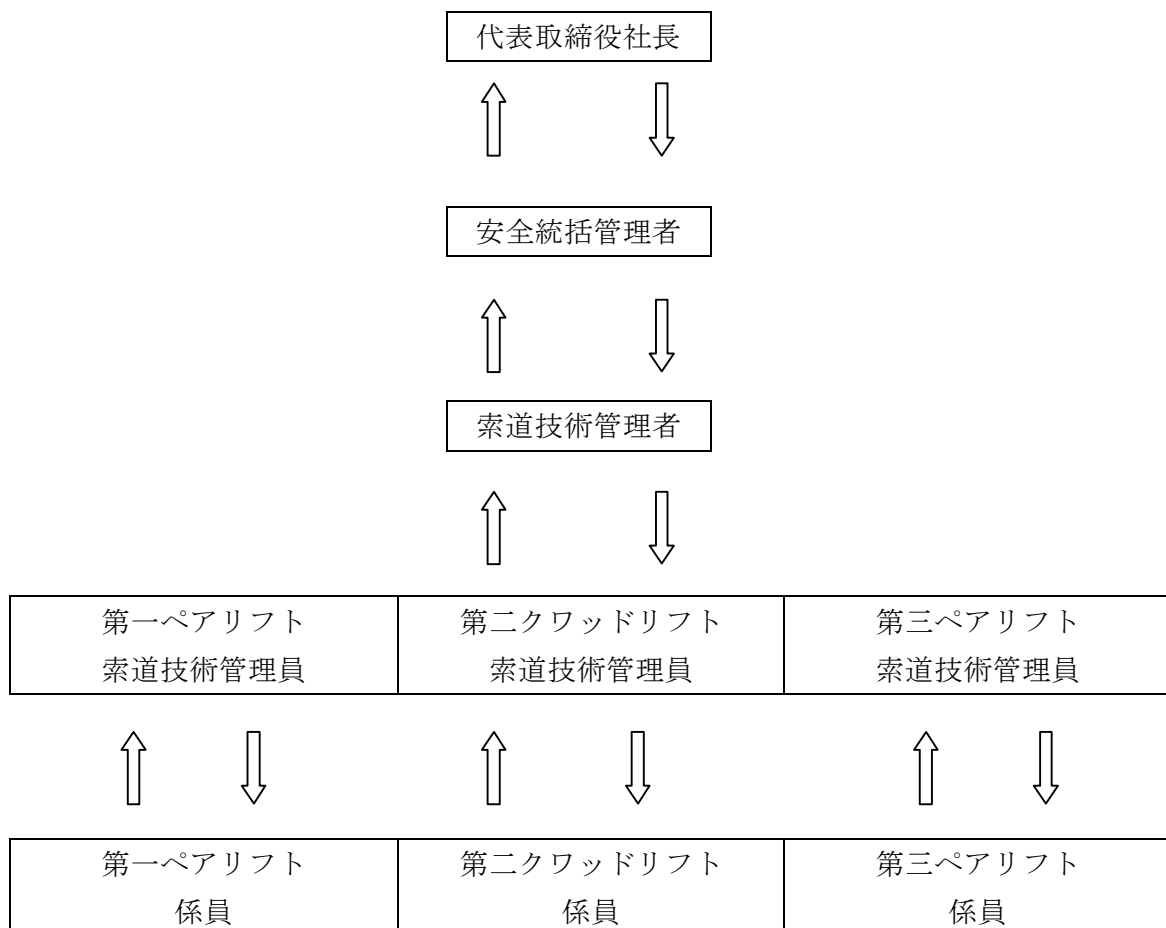 代表取締役社長
安全統括管理者
索道技術管理者
第一ペアリフト
索道技術管理員
第二クワッドリフト
索道技術管理員
第三ペアリフト
索道技術管理員
第一ペアリフト
係員
第二クワッドリフト
係員
第三ペアリフト
係員